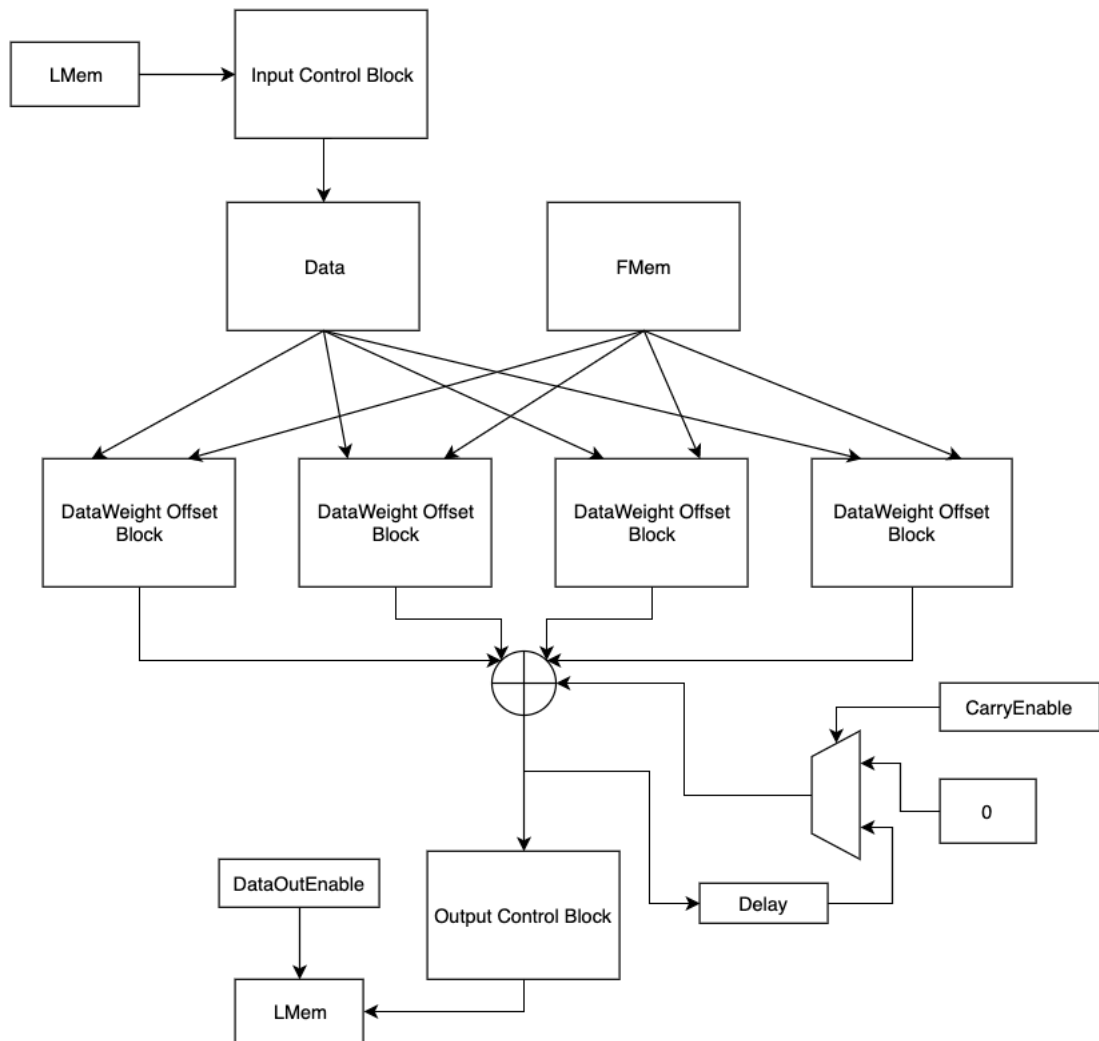 LMem
Input Control Block
Data
FMem
DataWeight Offset
Block
DataWeight Offset
Block
DataWeight Offset
Block
DataWeight Offset
Block
CarryEnable
0
DataOutEnable
Output Control Block
Delay
LMem